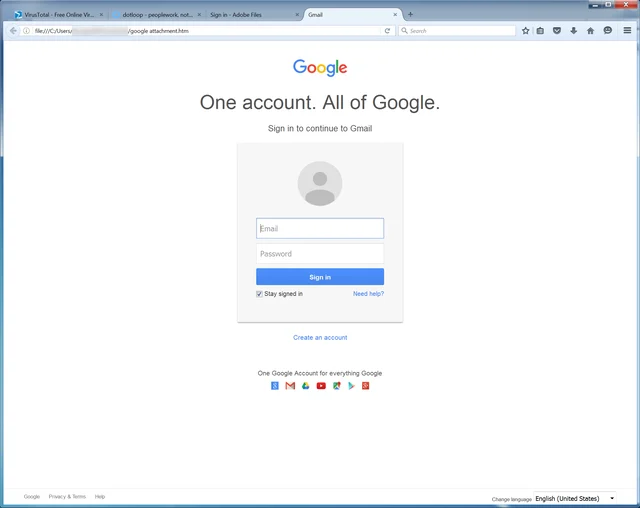 VirusTotal - Free Online Vir...
dotloop - peoplework, not...
Sign in - Adobe Files
Gmail
file:///C:/Users/ /google attachment.htm
Search
Google
One account. All of Google.
Sign in to continue to Gmail
Email
Password
Sign in
Stay signed in
Need help?
Create an account
One Google Account for everything Google
Google
Privacy & Terms
Help
Change language
English (United States)